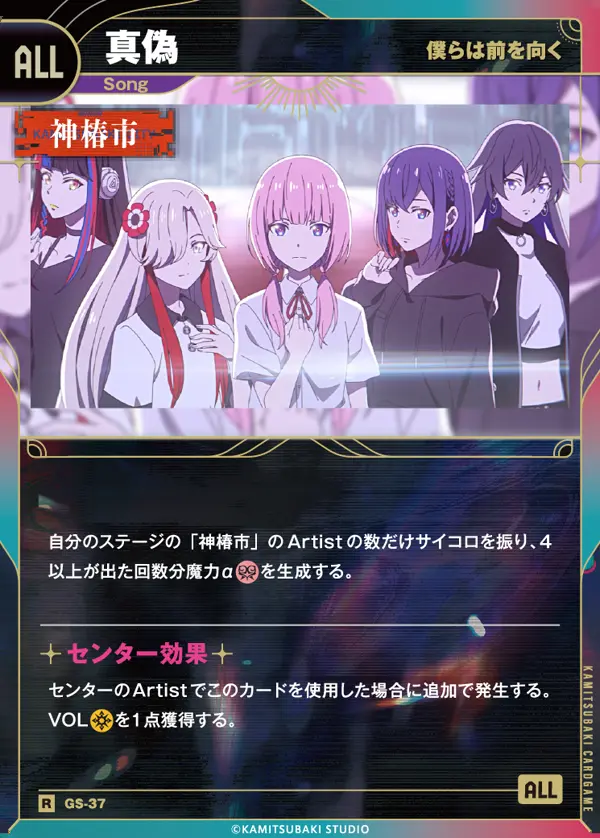 ALL
真偽
僕らは前を向く
Song
神椿市
自分のステージの「神椿市」のArtistの数だけサイコロを振り、4
以上が出た回数分魔力αを生成する。
センター効果
センターのArtistでこのカードを使用した場合に追加で発生する。
VOLを1点獲得する。
KAMITSUBAKI CARDGAME
ALL
R GS-37
©KAMITSUBAKI STUDIO